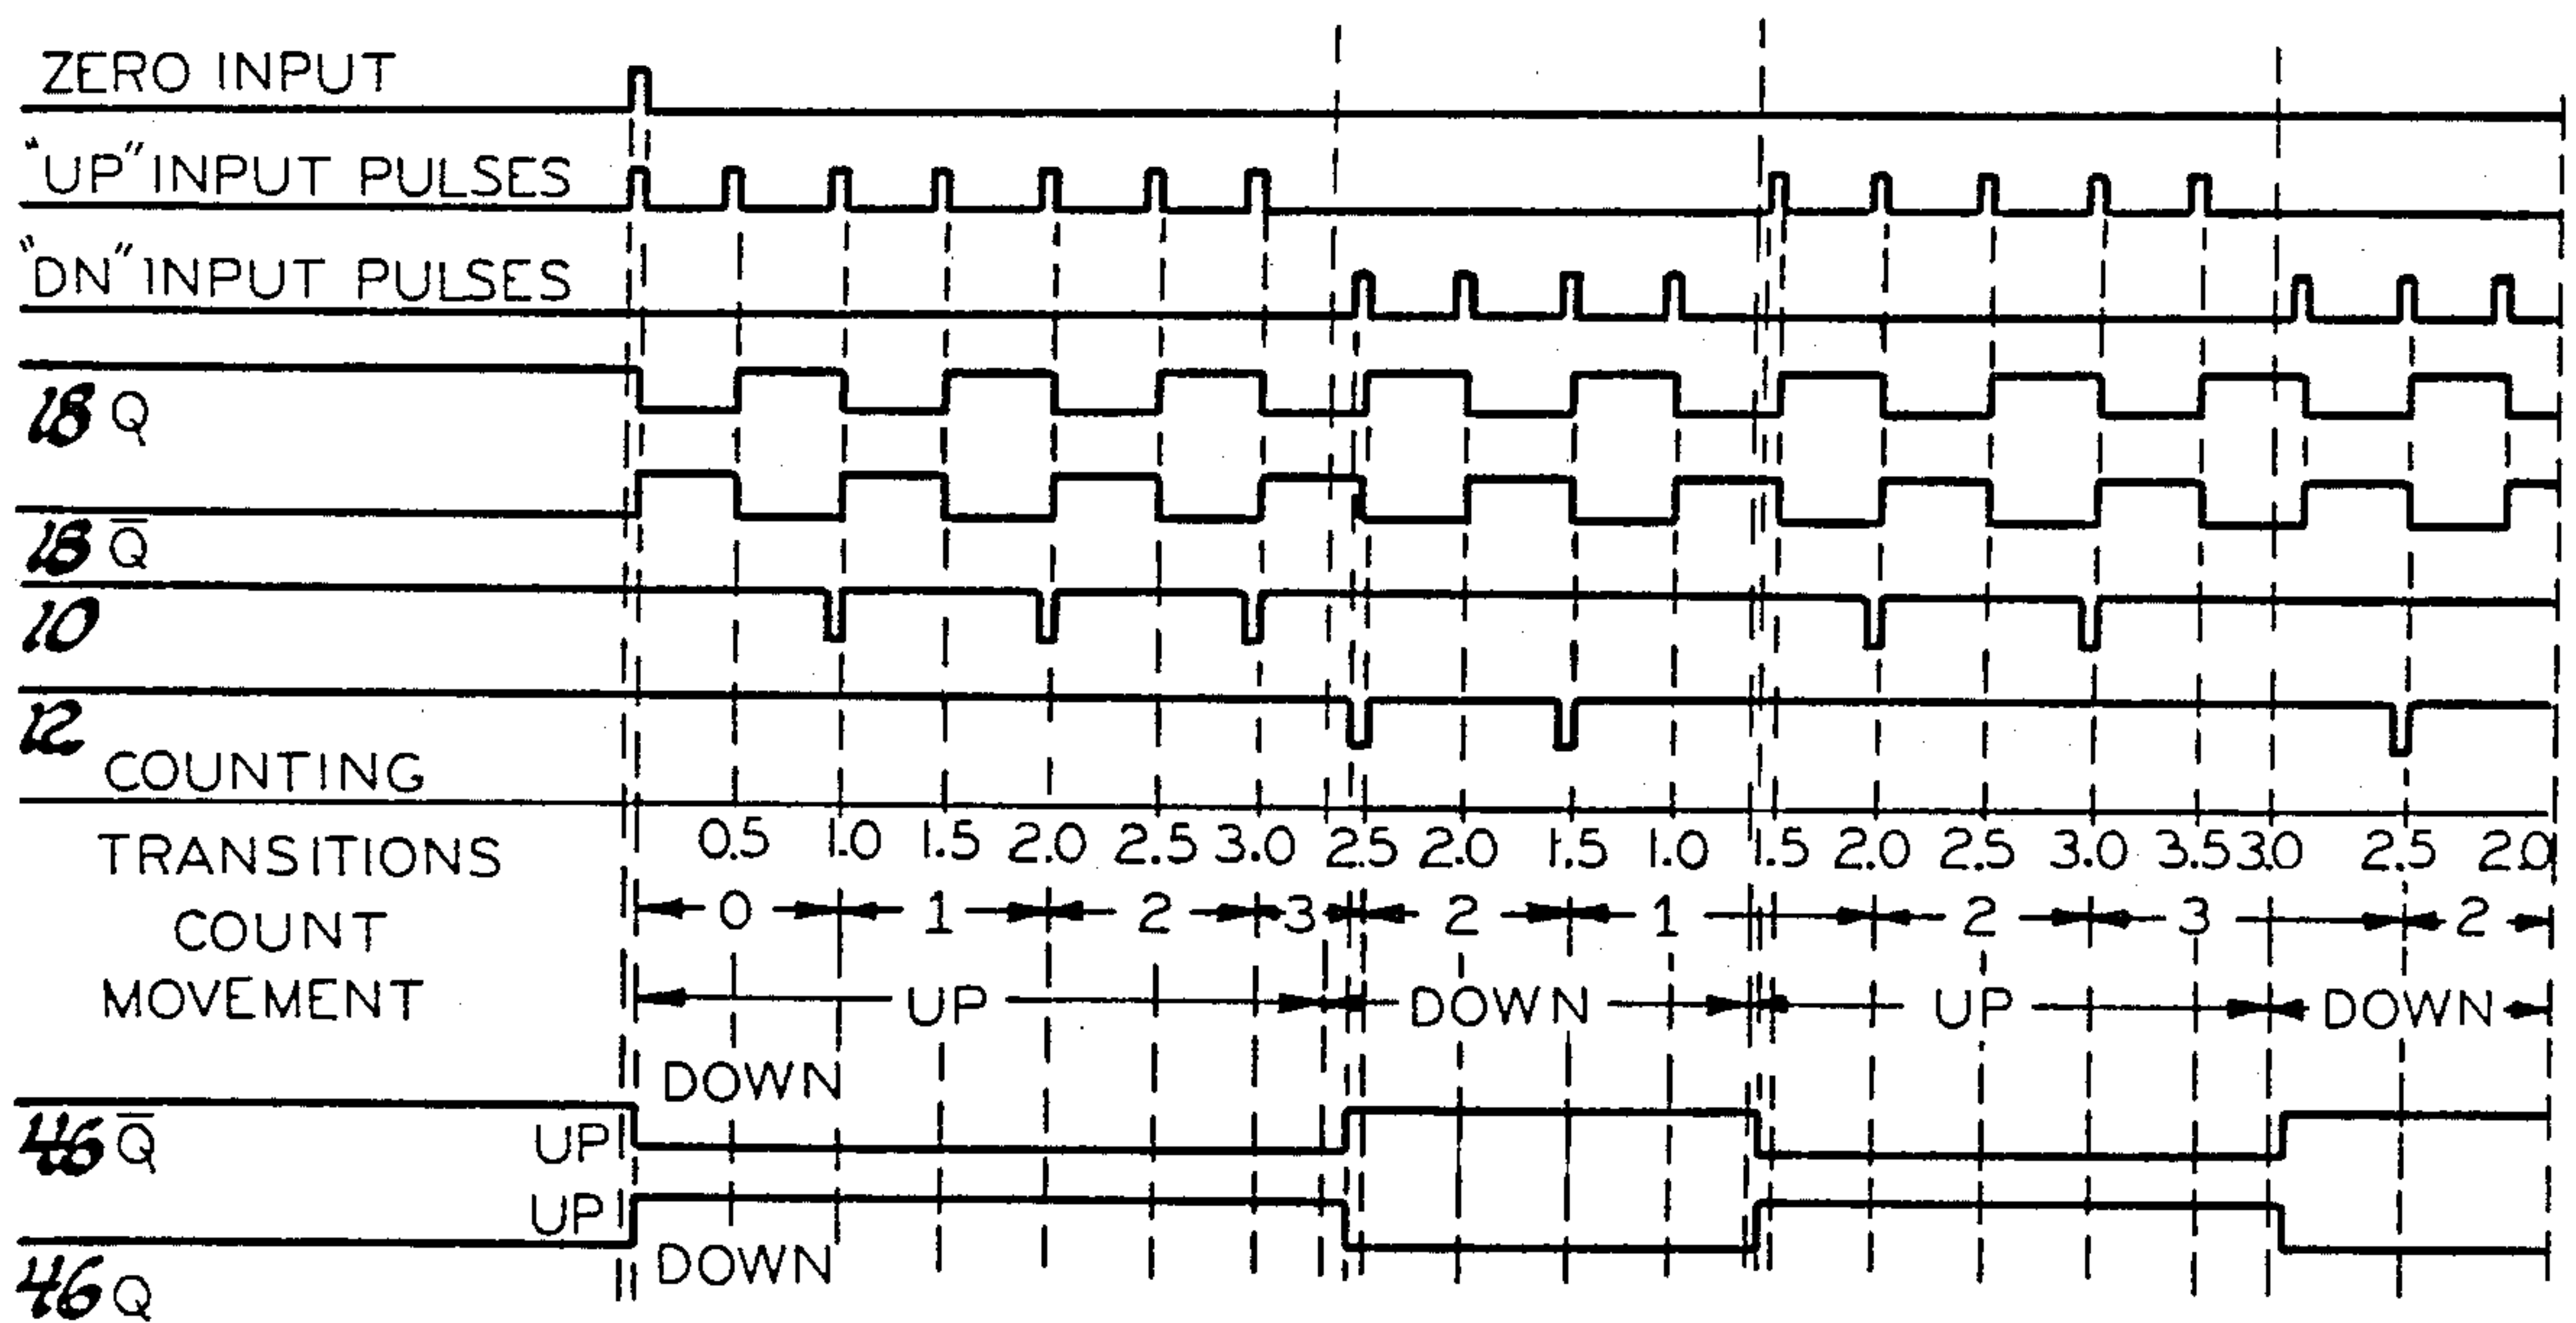 ZERO INPUT
"UP" INPUT PULSES
"DN" INPUT PULSES
18 Q
18 Q̅
10
12
COUNTING
TRANSITIONS 0.5 1.0 1.5 2.0 2.5 3.0 2.5 2.0 1.5 1.0 1.5 2.0 2.5 3.0 3.5 3.0 2.5 2.0
COUNT 0 1 2 3 2 1 2 3 2
MOVEMENT UP DOWN UP DOWN
DOWN
46 Q̅ UP
UP
DOWN
46 Q